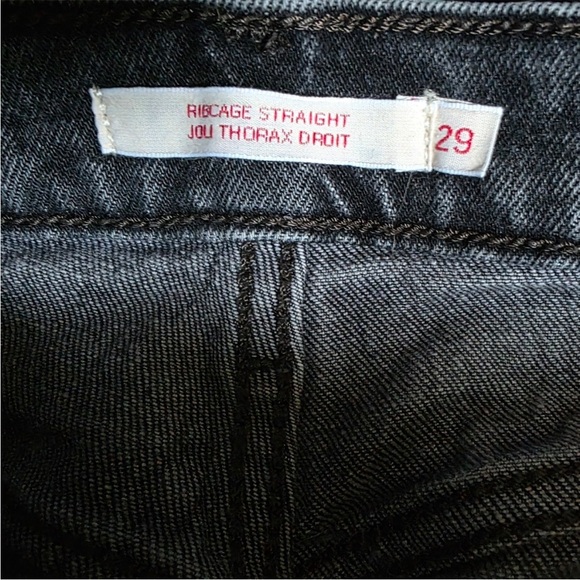 RIBCAGE STRAIGHT
JOU THORAX DROIT
29